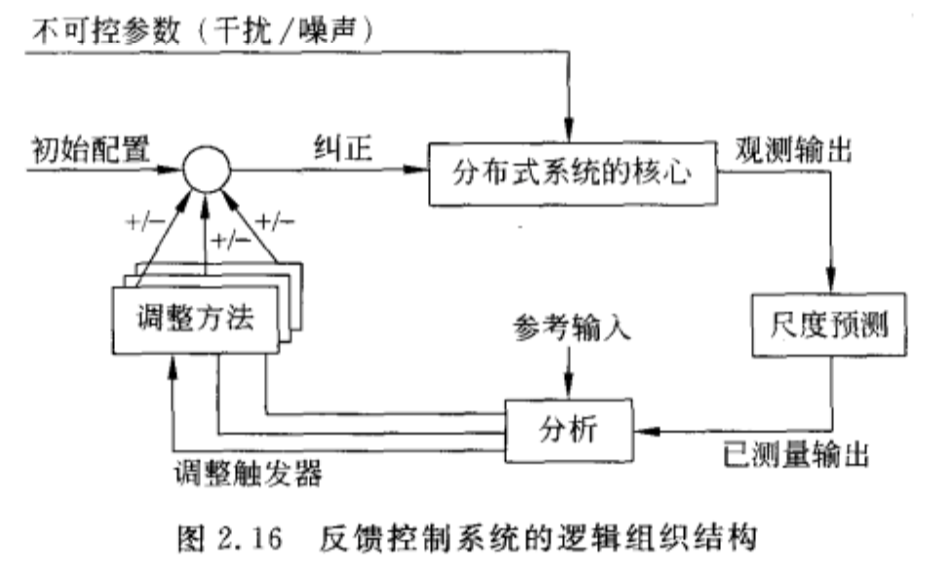 不可控参数（干扰/噪声）
初始配置
纠正
分布式系统的核心
观测输出
+/−
+/−
+/−
调整方法
参考输入
尺度预测
分析
已测量输出
调整触发器
图 2.16 反馈控制系统的逻辑组织结构